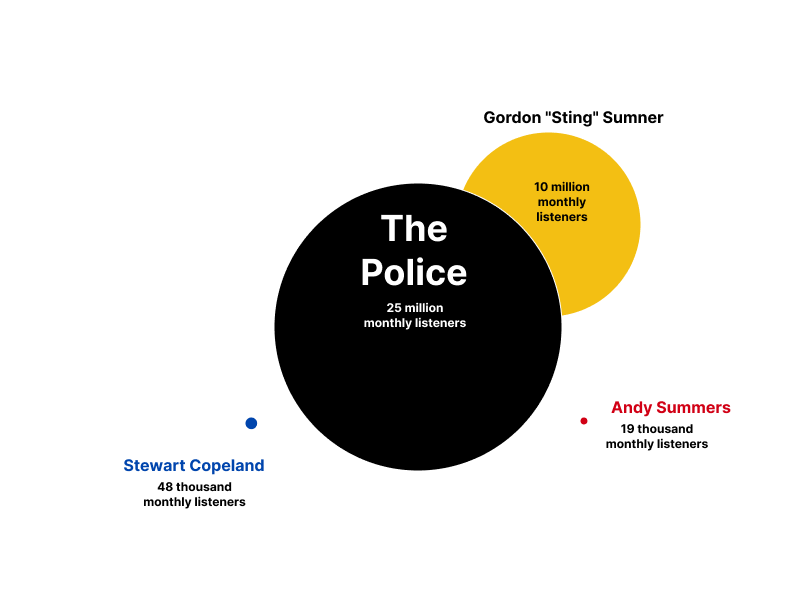 Gordon "Sting" Sumner
10 million
monthly
listeners
The
Police
25 million
monthly listeners
Andy Summers
19 thousand
monthly listeners
Stewart Copeland
48 thousand
monthly listeners